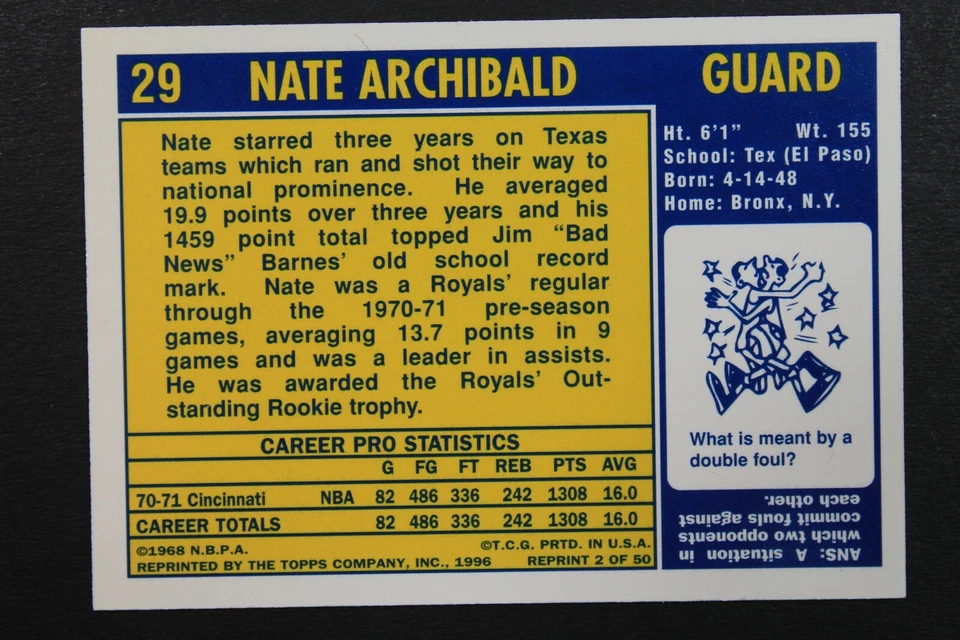 29 NATE ARCHIBALD GUARD
Nate starred three years on Texas
teams which ran and shot their way to
national prominence. He averaged
19.9 points over three years and his
1459 point total topped Jim “Bad
News” Barnes’ old school record
mark. Nate was a Royals’ regular
through the 1970-71 pre-season
games, averaging 13.7 points in 9
games and was a leader in assists.
He was awarded the Royals’ Out-
standing Rookie trophy.
Ht. 6’1” Wt. 155
School: Tex (El Paso)
Born: 4-14-48
Home: Bronx, N.Y.
What is meant by a
double foul?
ANS: A situation in
which two opponents
commit fouls against
each other.
CAREER PRO STATISTICS
G FG FT REB PTS AVG
70-71 Cincinnati NBA 82 486 336 242 1308 16.0
CAREER TOTALS 82 486 336 242 1308 16.0
©1968 N.B.P.A. ©T.C.G. PRTD. IN U.S.A.
REPRINTED BY THE TOPPS COMPANY, INC., 1996 REPRINT 2 OF 50